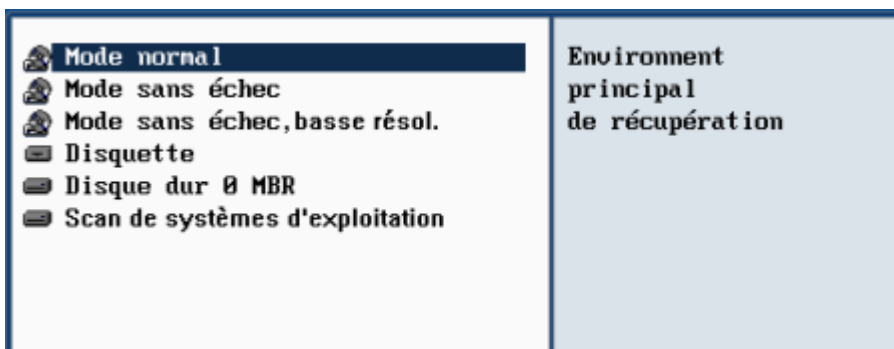 Mode normal
Mode sans échec
Mode sans échec,basse résol.
Disquette
Disque dur 0 MBR
Scan de systèmes d'exploitation
Environnent
principal
de récupération